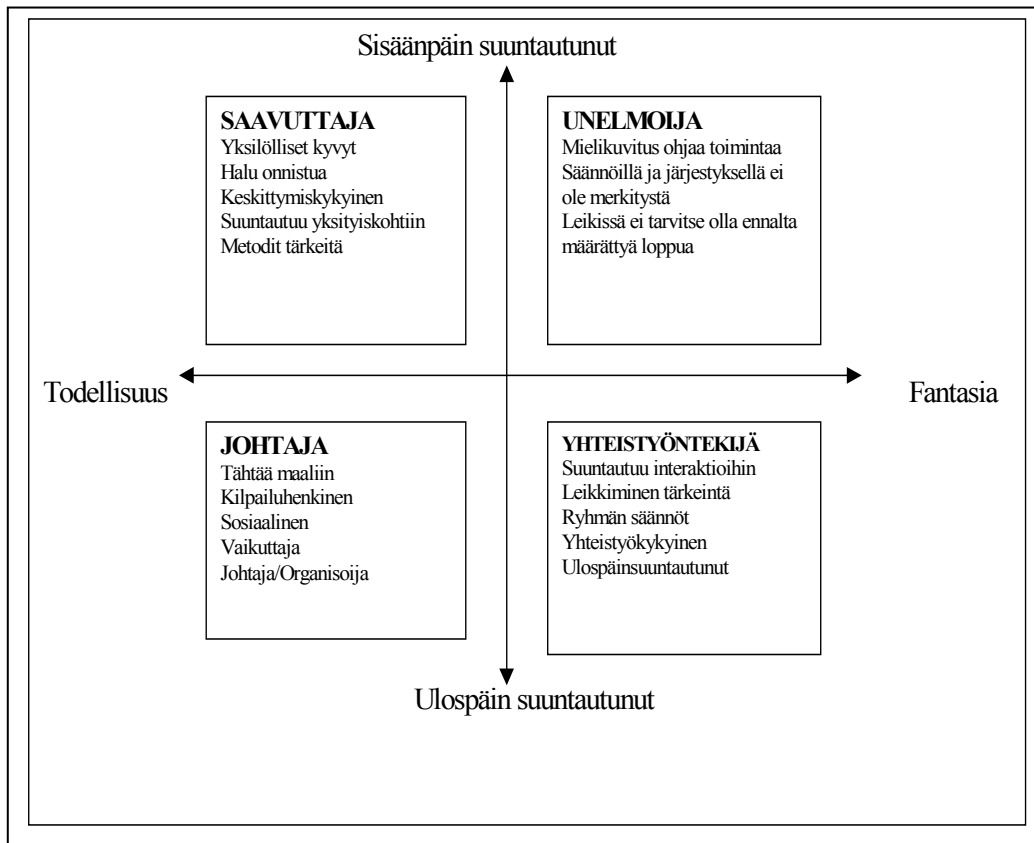 Sisäänpäin suuntautunut
SAAVUTTAJA
Yksilölliset kyvyt
Halu onnistua
Keskittymiskykyinen
Suuntautuu yksityiskohtiin
Metodit tärkeitä
UNELMOIJA
Mielikuvitus ohjaa toimintaa
Säännöillä ja järjestyksellä ei
ole merkitystä
Leikissä ei tarvitse olla ennalta
määrättyä loppua
Todellisuus
Fantasia
JOHTAJA
Tähtää maaliin
Kilpailuhenkinen
Sosiaalinen
Vaikuttaja
Johtaja/Organisoija
YHTEISTYÖNTEKIJÄ
Suuntautuu interaktioihin
Leikkiminen tärkeintä
Ryhmän säännöt
Yhteistyökykyinen
Ulospäinsuuntautunut
Ulospäin suuntautunut